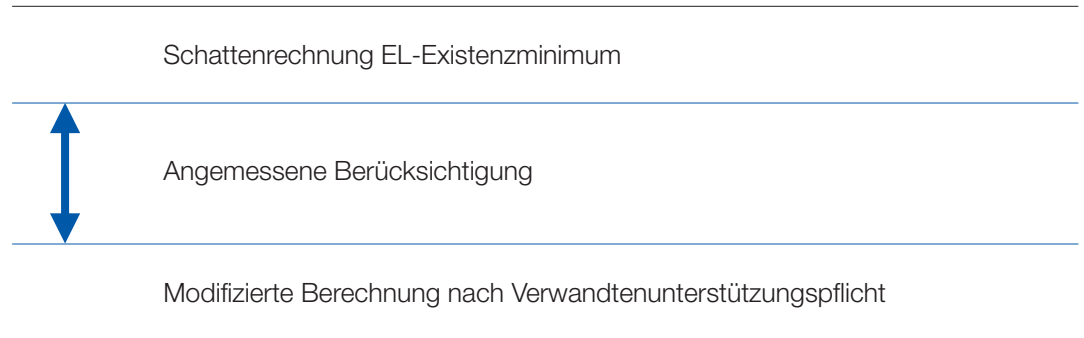 Schattenrechnung EL-Existenzminimum
Angemessene Berücksichtigung
Modifizierte Berechnung nach Verwandtenunterstützungspflicht